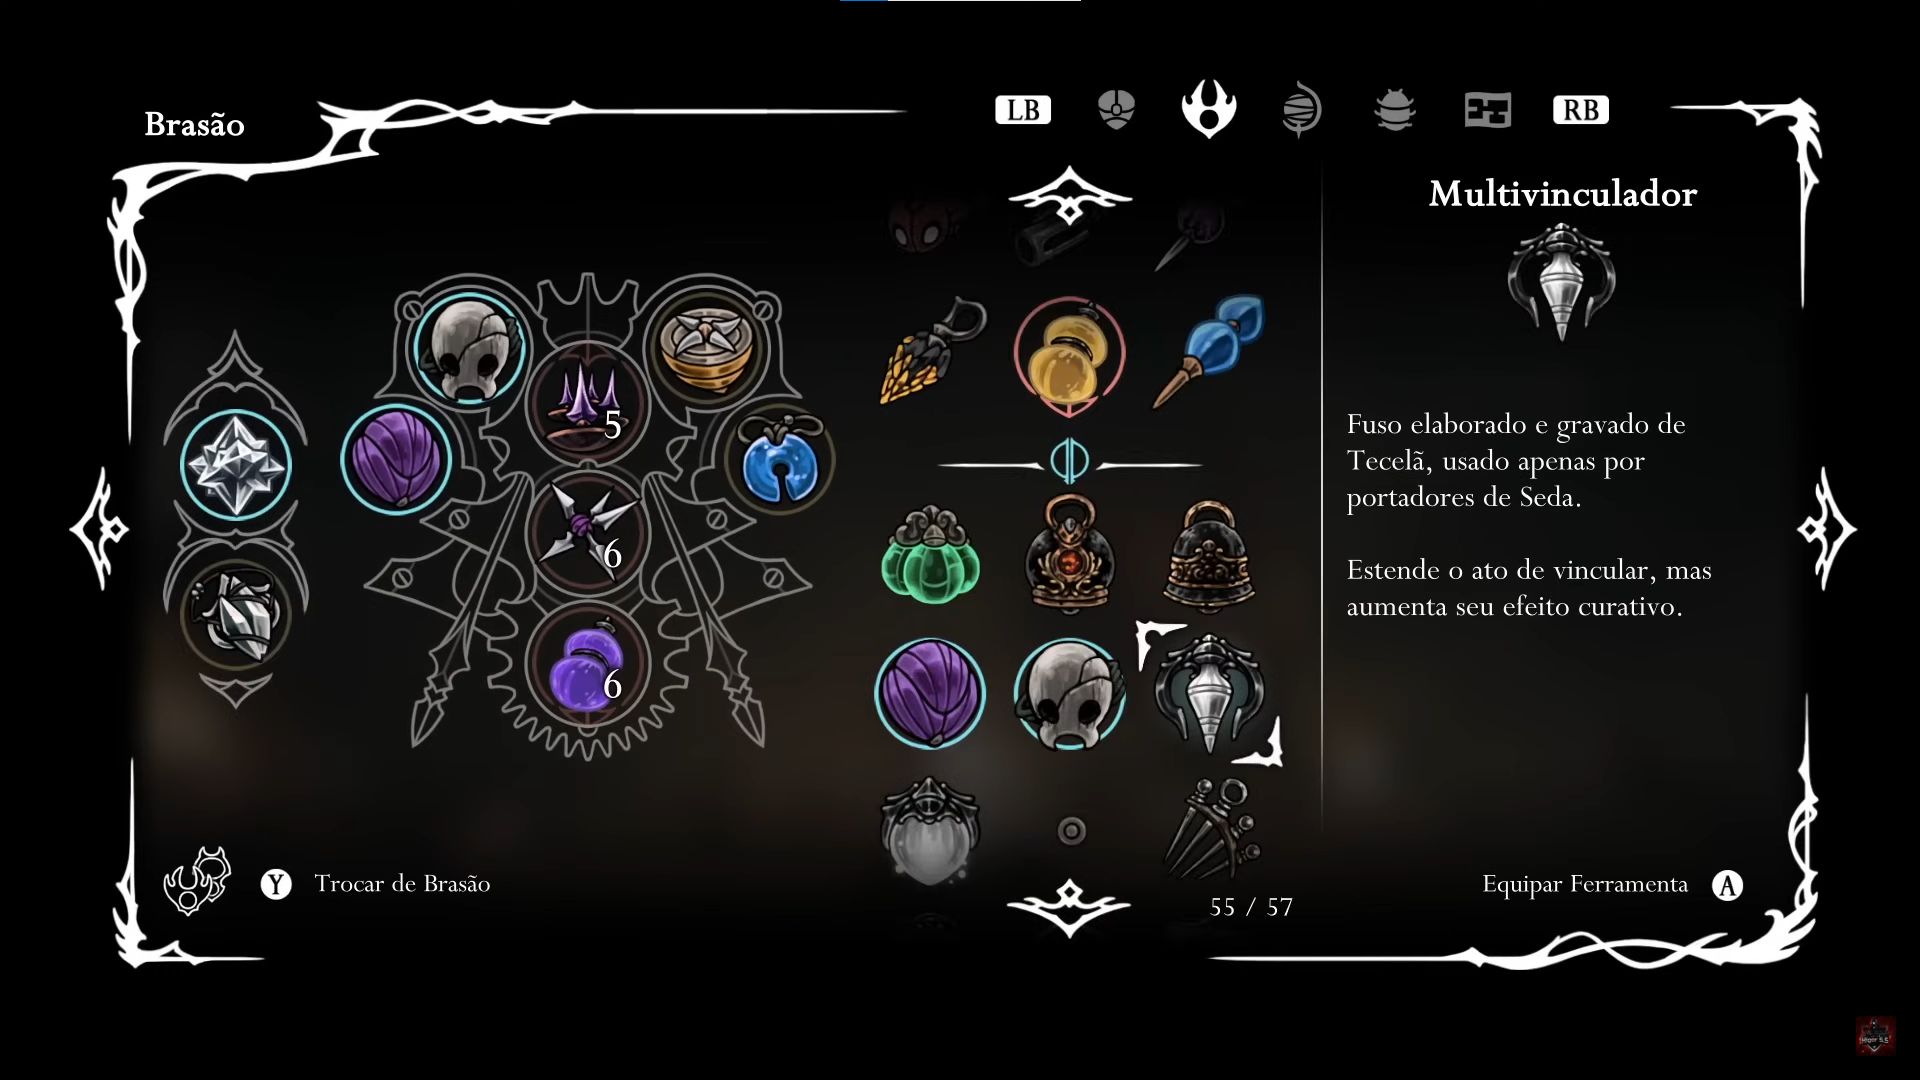 Brasão
LB
RB
Multivinculador
5
6
6
Fuso elaborado e gravado de
Tecelã, usado apenas por
portadores de Seda.
Estende o ato de vincular, mas
aumenta seu efeito curativo.
Y Trocar de Brasão
Equipar Ferramenta A
55 / 57